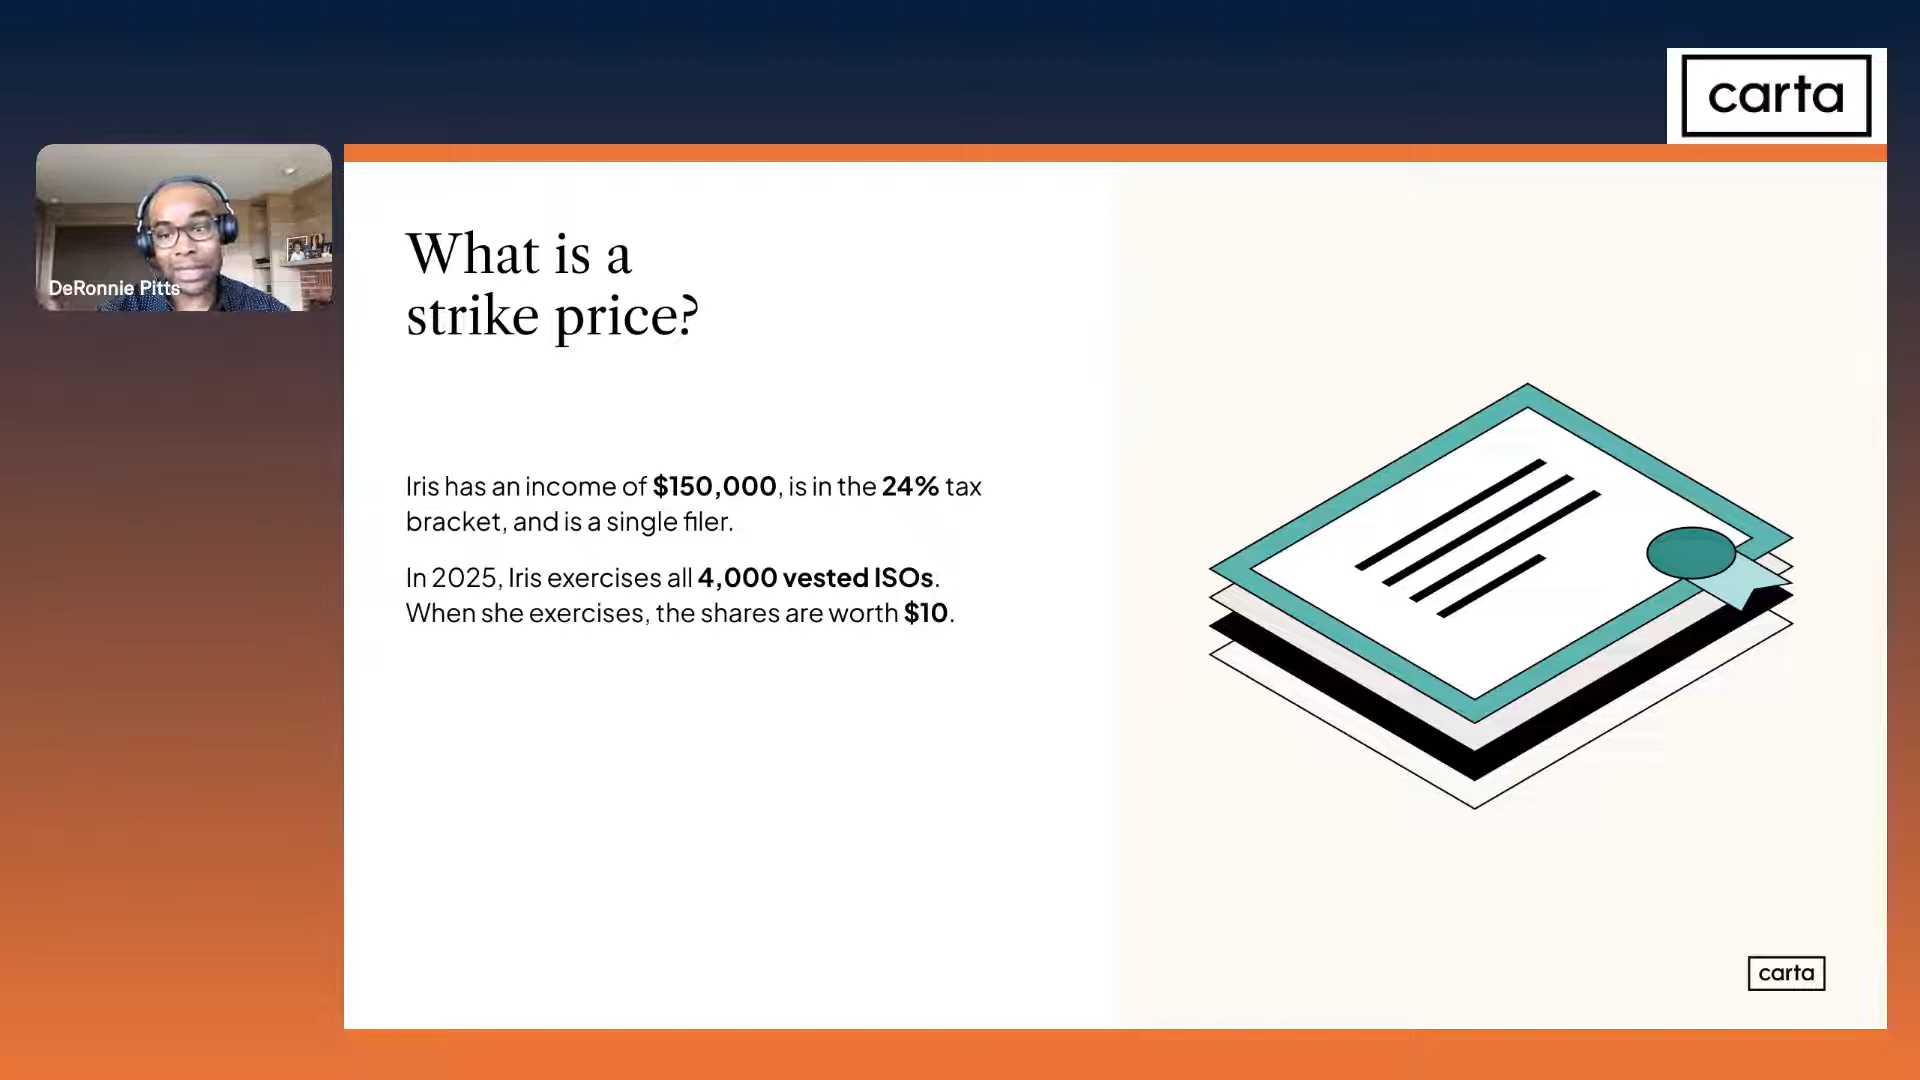 carta
DeRonnie Pitts
What is a
strike price?
Iris has an income of $150,000, is in the 24% tax
bracket, and is a single filer.
In 2025, Iris exercises all 4,000 vested ISOs.
When she exercises, the shares are worth $10.
carta